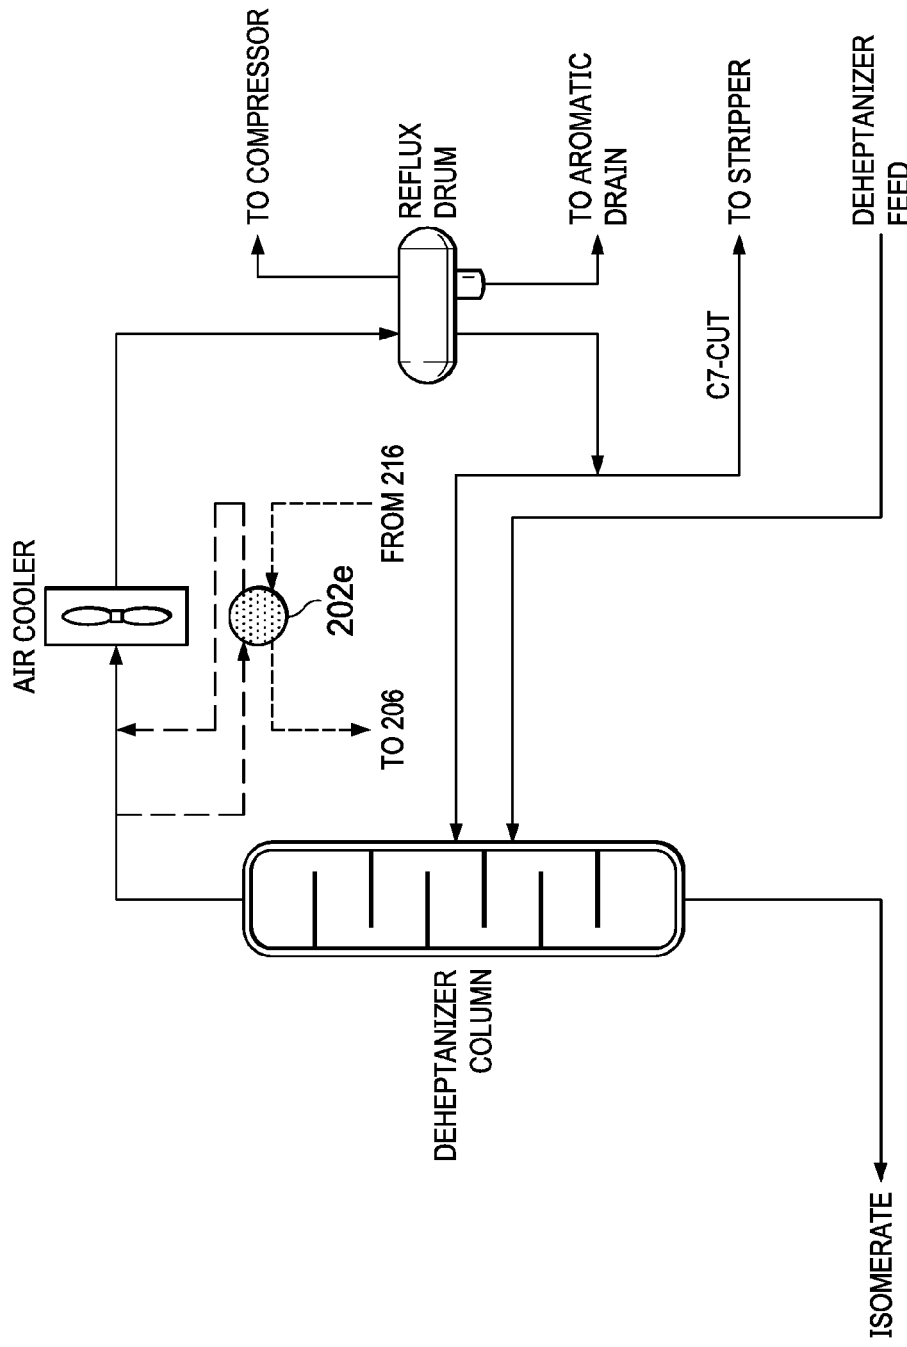 AIR COOLER
TO COMPRESSOR
REFLUX
DRUM
202e
FROM 216
TO 206
TO AROMATIC
DRAIN
C7-CUT
TO STRIPPER
DEHEPTANIZER
FEED
DEHEPTANIZER
COLUMN
ISOMERATE